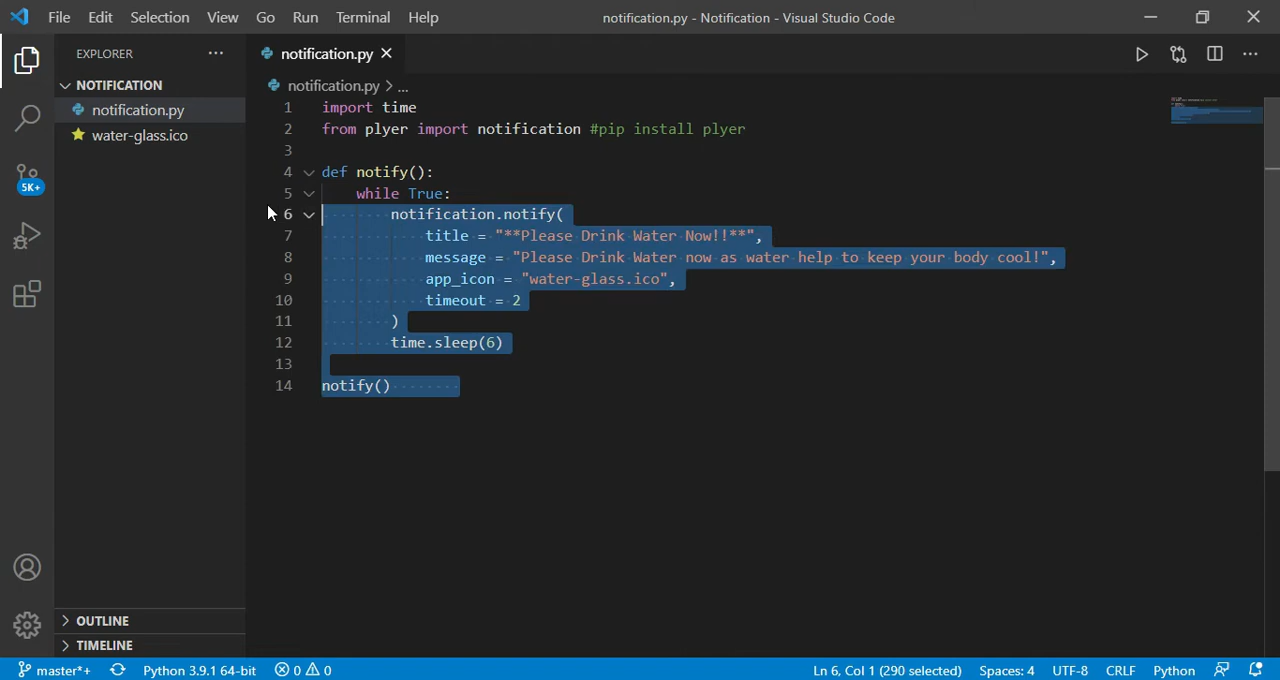 File Edit Selection View Go Run Terminal Help notification.py - Notification - Visual Studio Code
EXPLORER ··· notification.py
NOTIFICATION
notification.py
water-glass.ico
5K+
notification.py > ...
1 import time
2 from plyer import notification #pip install plyer
3
4 def notify():
5 while True:
6 notification.notify(
7 title = "**Please Drink Water Now!!**",
8 message = "Please Drink Water now as water help to keep your body cool!",
9 app_icon = "water-glass.ico",
10 timeout = 2
11 )
12 time.sleep(6)
13
14 notify()
OUTLINE
TIMELINE
master*+ Python 3.9.1 64-bit 0 0 Ln 6, Col 1 (290 selected) Spaces: 4 UTF-8 CRLF Python